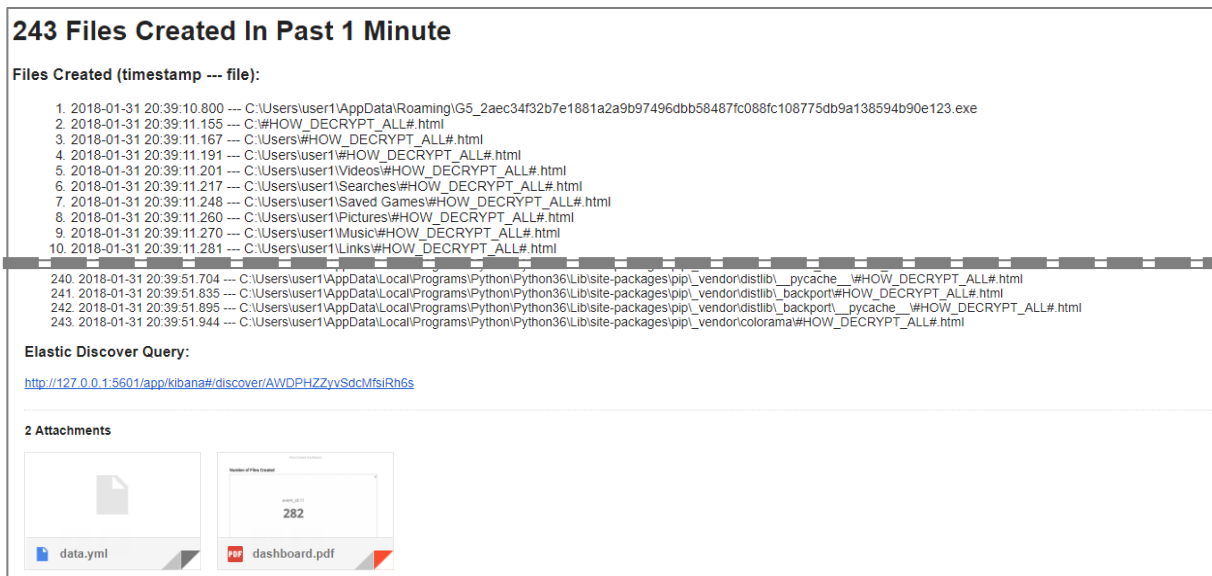 243 Files Created In Past 1 Minute
Files Created (timestamp --- file):
1. 2018-01-31 20:39:10.800 --- C:\Users\user1\AppData\Roaming\G5_2aec34f32b7e1881a2a9b97496dbb58487fc088fc108775db9a138594b90e123.exe
2. 2018-01-31 20:39:11.155 --- C:\#HOW_DECRYPT_ALL#.html
3. 2018-01-31 20:39:11.167 --- C:\Users\#HOW_DECRYPT_ALL#.html
4. 2018-01-31 20:39:11.191 --- C:\Users\user1\#HOW_DECRYPT_ALL#.html
5. 2018-01-31 20:39:11.201 --- C:\Users\user1\Videos\#HOW_DECRYPT_ALL#.html
6. 2018-01-31 20:39:11.217 --- C:\Users\user1\Searches\#HOW_DECRYPT_ALL#.html
7. 2018-01-31 20:39:11.248 --- C:\Users\user1\Saved Games\#HOW_DECRYPT_ALL#.html
8. 2018-01-31 20:39:11.260 --- C:\Users\user1\Pictures\#HOW_DECRYPT_ALL#.html
9. 2018-01-31 20:39:11.270 --- C:\Users\user1\Music\#HOW_DECRYPT_ALL#.html
10. 2018-01-31 20:39:11.281 --- C:\Users\user1\Links\#HOW_DECRYPT_ALL#.html
240. 2018-01-31 20:39:51.704 --- C:\Users\user1\AppData\Local\Programs\Python\Python36\Lib\site-packages\pip\_vendor\distlib\__pycache__\#HOW_DECRYPT_ALL#.html
241. 2018-01-31 20:39:51.835 --- C:\Users\user1\AppData\Local\Programs\Python\Python36\Lib\site-packages\pip\_vendor\distlib\_backport\#HOW_DECRYPT_ALL#.html
242. 2018-01-31 20:39:51.895 --- C:\Users\user1\AppData\Local\Programs\Python\Python36\Lib\site-packages\pip\_vendor\distlib\_backport\__pycache__\#HOW_DECRYPT_ALL#.html
243. 2018-01-31 20:39:51.944 --- C:\Users\user1\AppData\Local\Programs\Python\Python36\Lib\site-packages\pip\_vendor\colorama\#HOW_DECRYPT_ALL#.html
Elastic Discover Query:
http://127.0.0.1:5601/app/kibana#/discover/AWDPHZZyvSdcMfsiRh6s
2 Attachments
Number of Files Created
282
data.yml
PDF dashboard.pdf